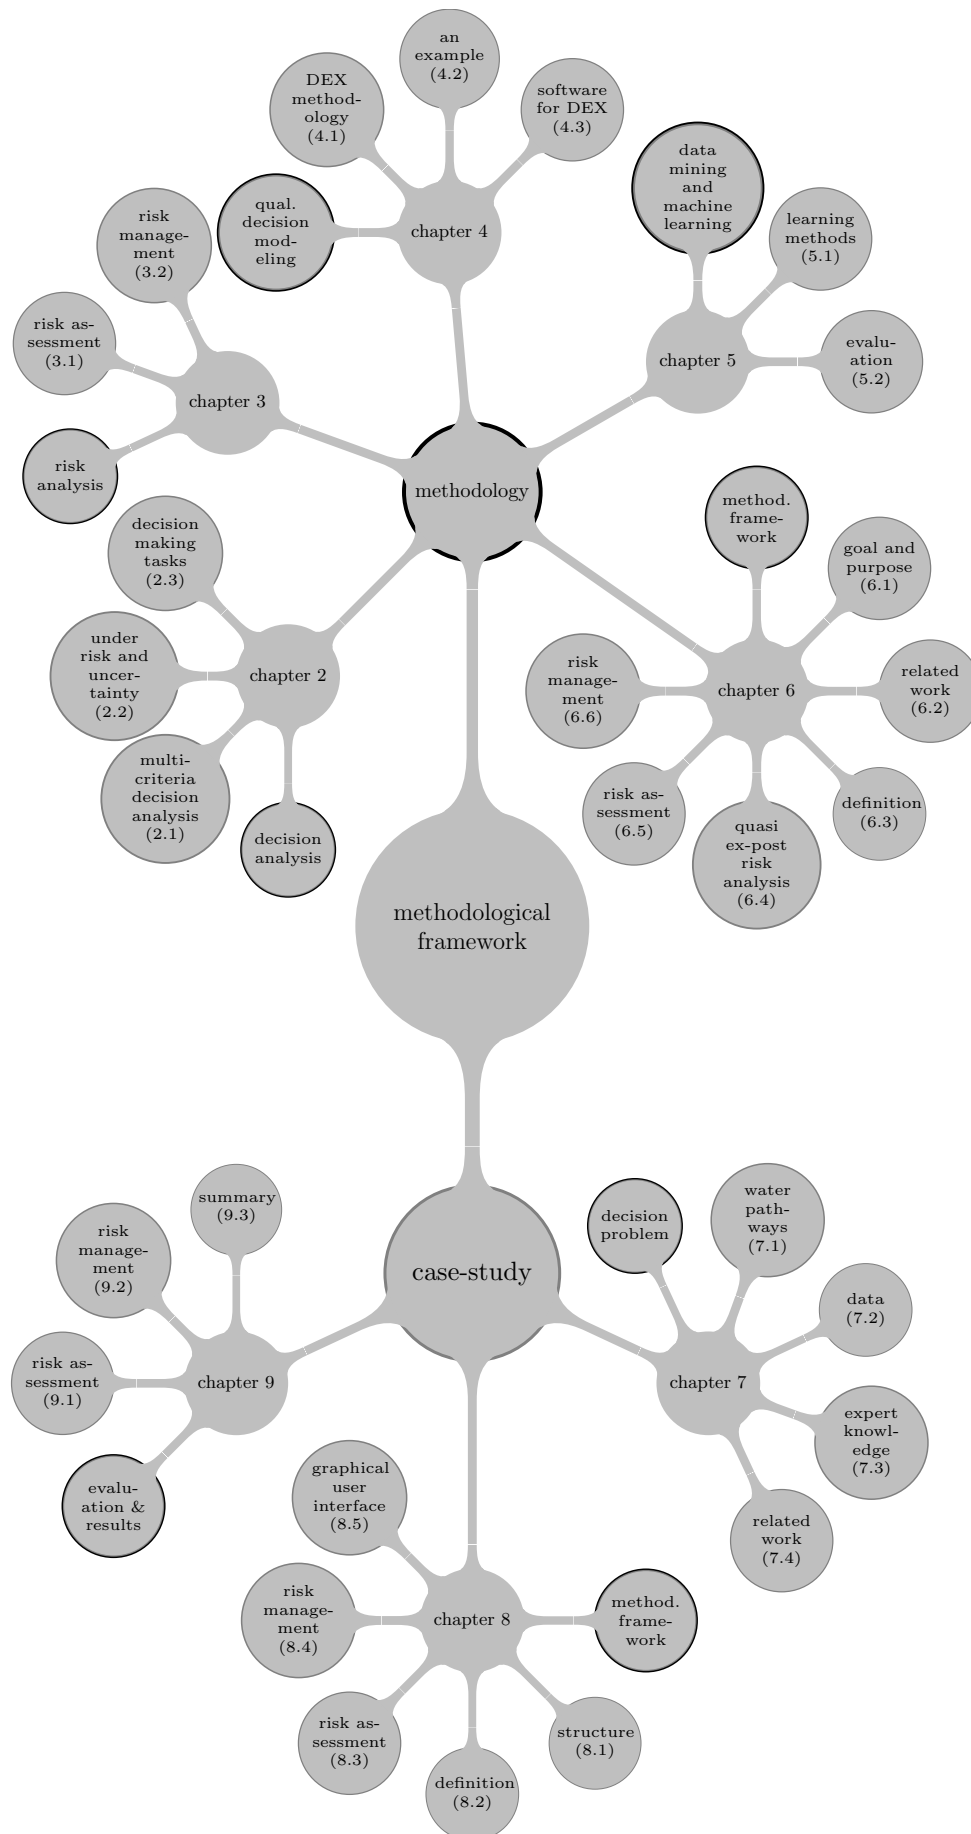 an
example
(4.2)
DEX
method-
ology
(4.1)
software
for DEX
(4.3)
qual.
decision
mod-
eling
chapter 4
data
mining
and
machine
learning
learning
methods
(5.1)
evalu-
ation
(5.2)
chapter 5
risk
manage-
ment
(3.2)
risk as-
sessment
(3.1)
risk
analysis
chapter 3
methodology
decision
making
tasks
(2.3)
under
risk and
uncer-
tainty
(2.2)
multi-
criteria
decision
analysis
(2.1)
decision
analysis
chapter 2
method.
frame-
work
goal and
purpose
(6.1)
related
work
(6.2)
definition
(6.3)
quasi
ex-post
risk
analysis
(6.4)
risk as-
sessment
(6.5)
risk
manage-
ment
(6.6)
chapter 6
methodological
framework
case-study
summary
(9.3)
risk
manage-
ment
(9.2)
risk as-
sessment
(9.1)
evalu-
ation &
results
chapter 9
decision
problem
water
path-
ways
(7.1)
data
(7.2)
expert
knowl-
edge
(7.3)
related
work
(7.4)
chapter 7
graphical
user
interface
(8.5)
risk
manage-
ment
(8.4)
risk as-
sessment
(8.3)
definition
(8.2)
structure
(8.1)
method.
frame-
work
chapter 8